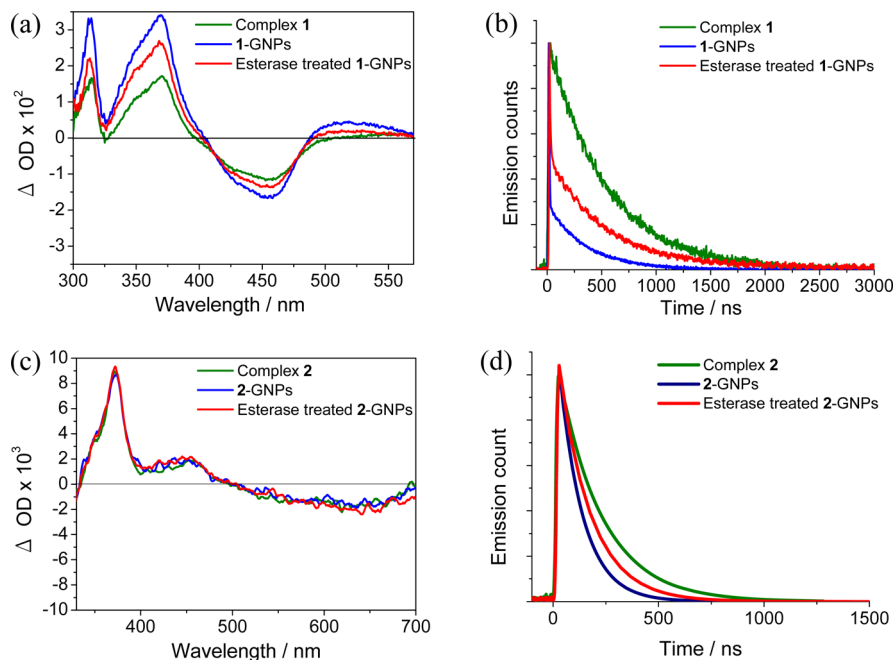 (a)
Complex 1
1-GNPs
Esterase treated 1-GNPs
3
2
1
0
-1
-2
-3
Δ OD x 10²
300 350 400 450 500 550
Wavelength / nm
(b)
Complex 1
1-GNPs
Esterase treated 1-GNPs
Emission counts
0 500 1000 1500 2000 2500 3000
Time / ns
(c)
Complex 2
2-GNPs
Esterase treated 2-GNPs
10
8
6
4
2
0
-2
-4
-6
-8
-10
Δ OD x 10³
400 500 600 700
Wavelength / nm
(d)
Complex 2
2-GNPs
Esterase treated 2-GNPs
Emission count
0 500 1000 1500
Time / ns